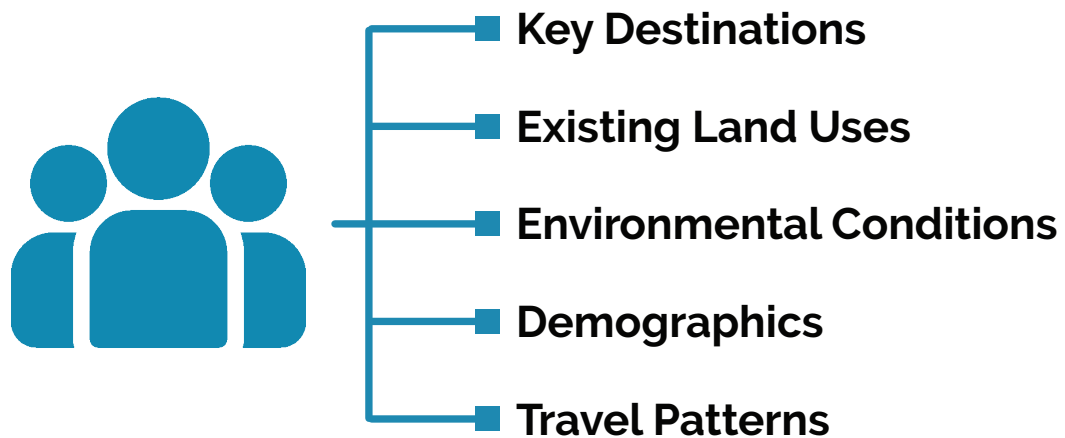 Key Destinations
Existing Land Uses
Environmental Conditions
Demographics
Travel Patterns